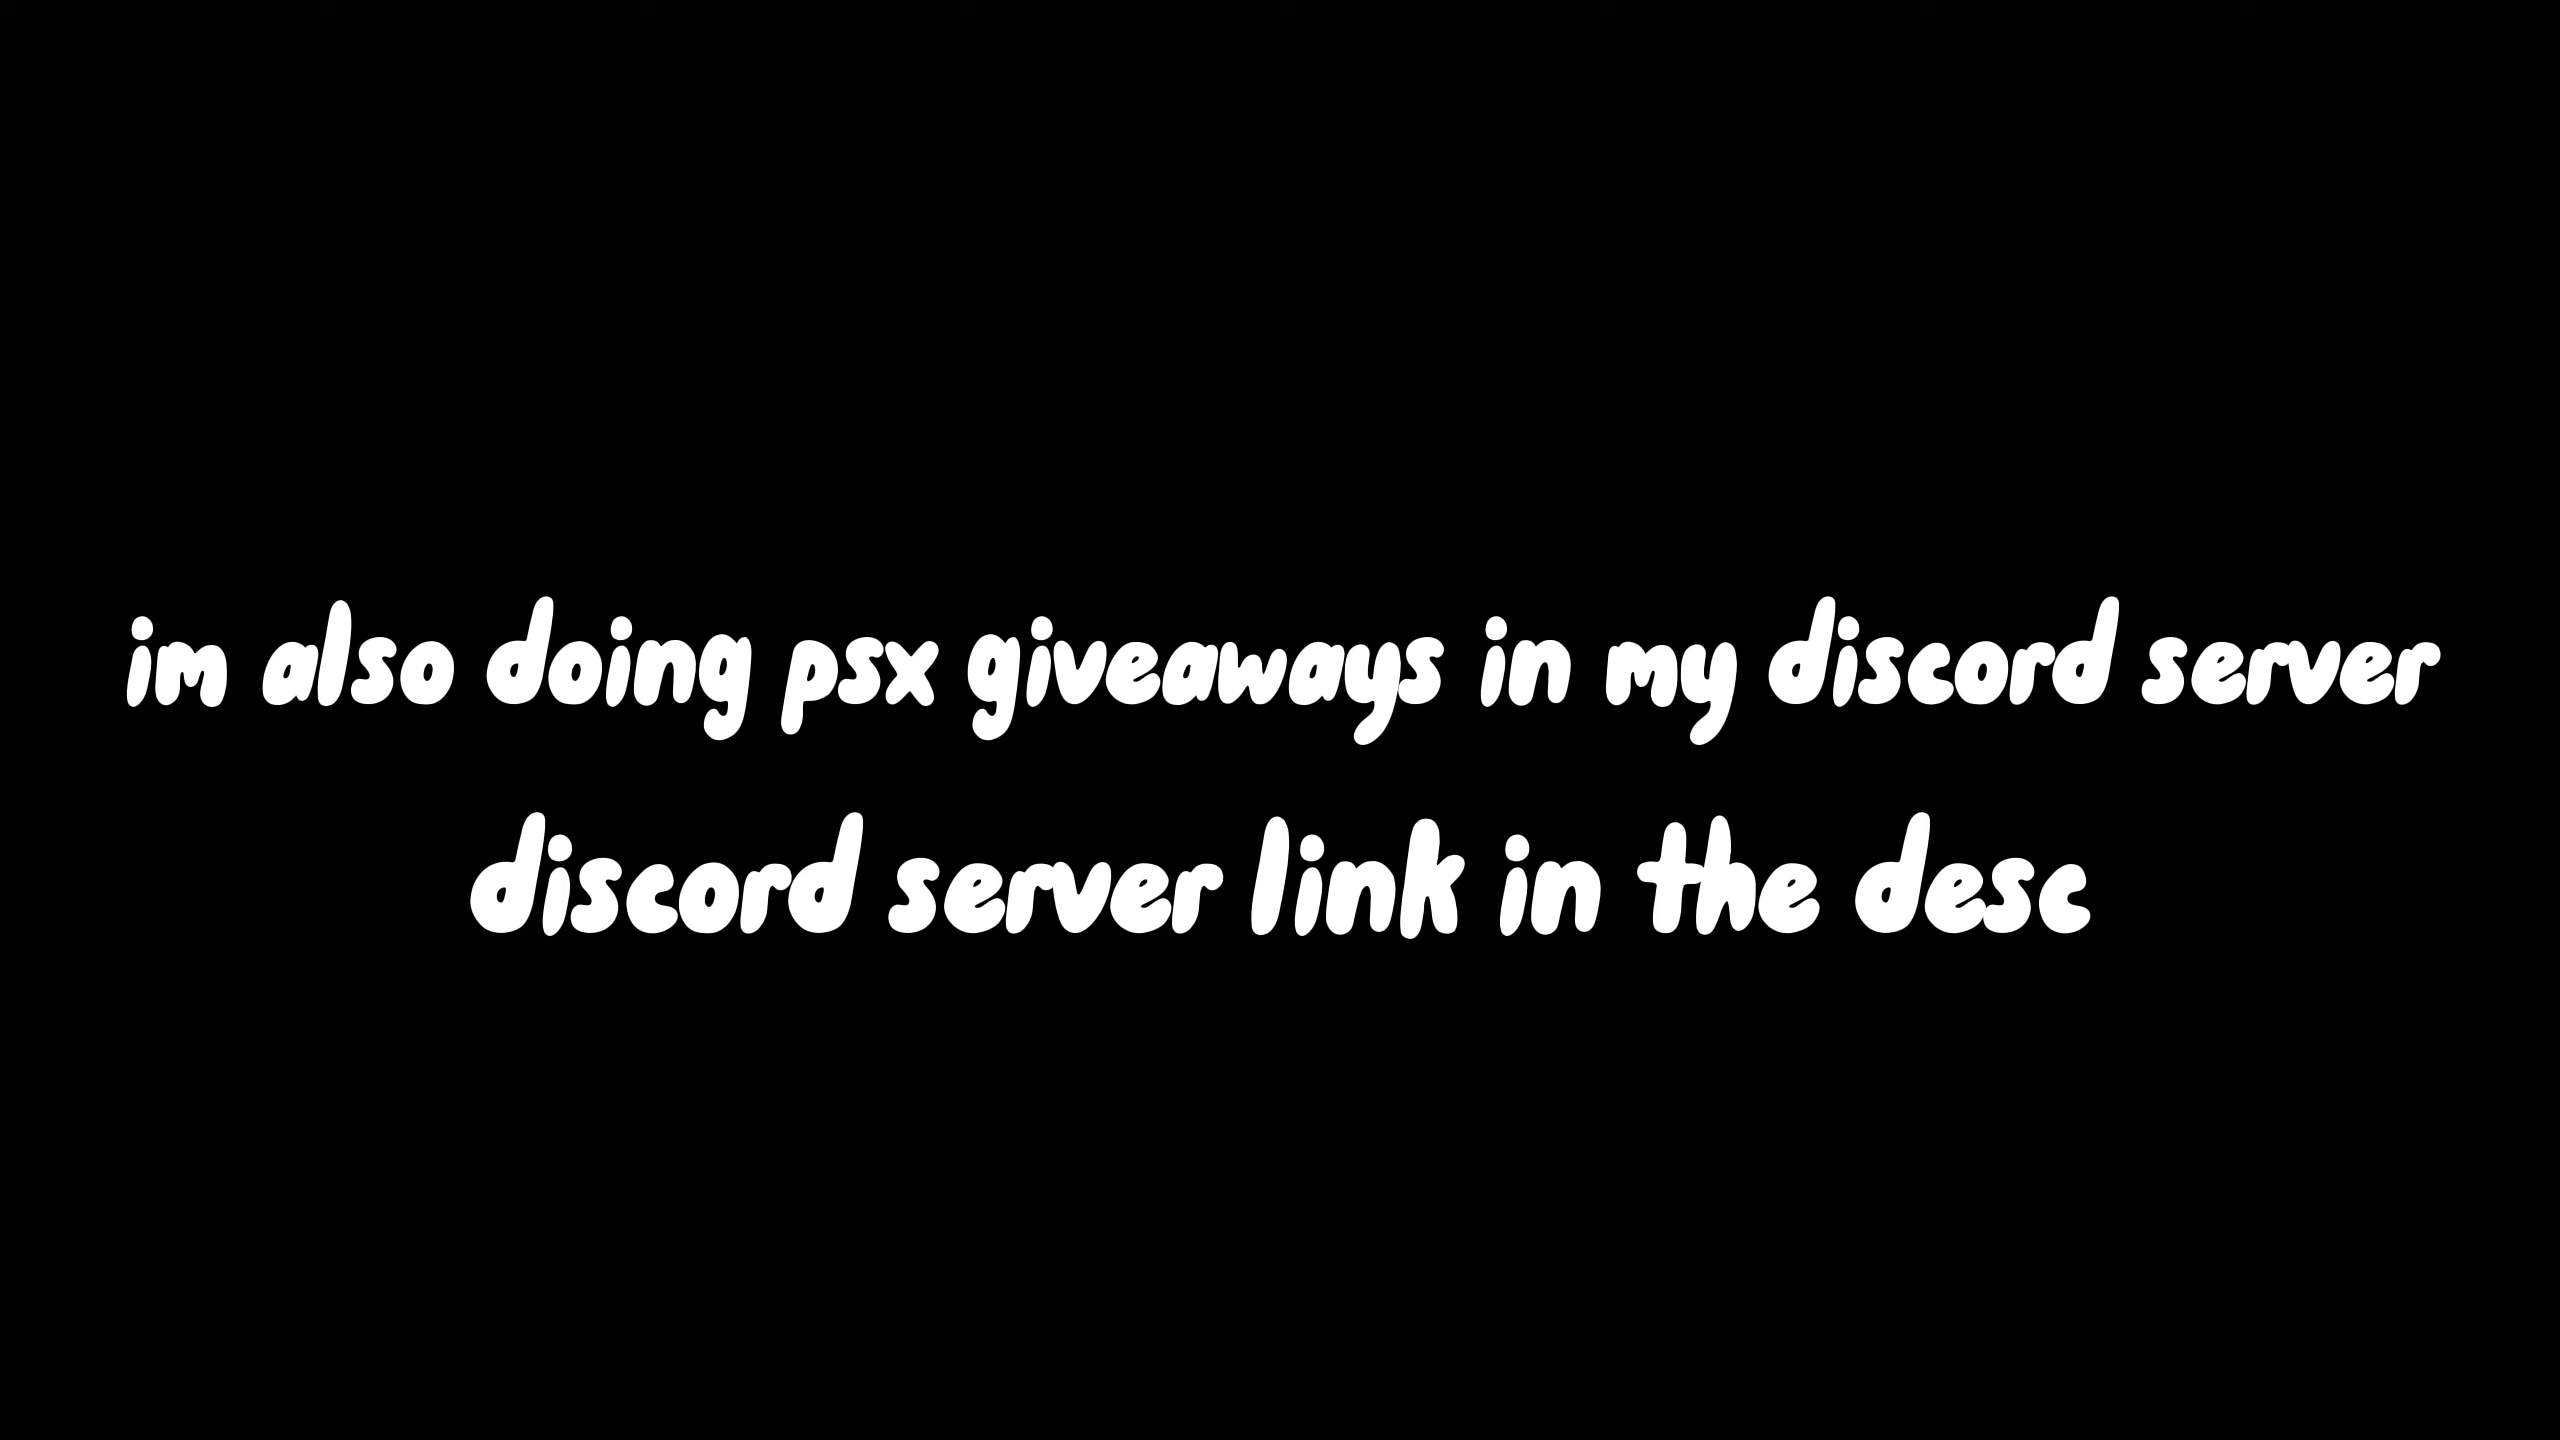 im also doing psx giveaways in my discord server
discord server link in the desc